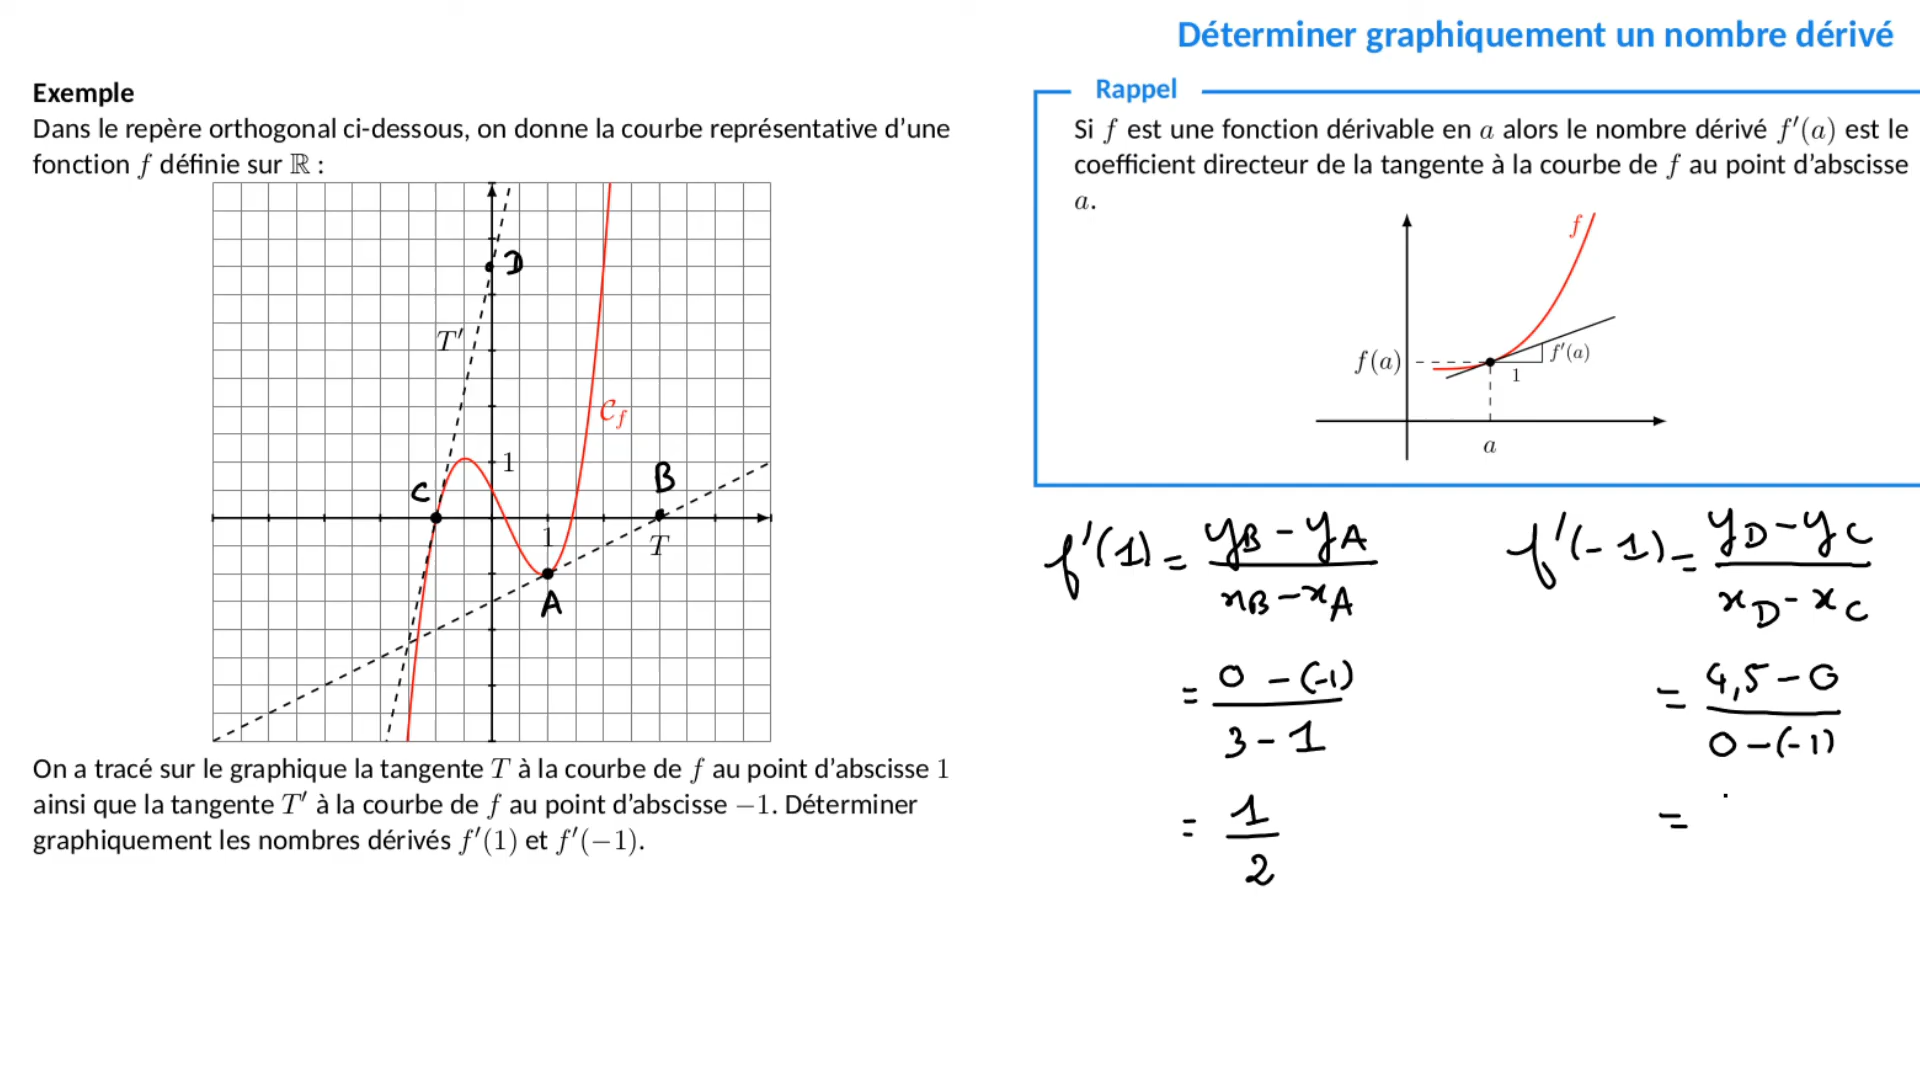 Déterminer graphiquement un nombre dérivé
Exemple
Dans le repère orthogonal ci-dessous, on donne la courbe représentative d'une
fonction f définie sur ℝ :
D
T′
C_f
1
C
B
1
T
A
On a tracé sur le graphique la tangente T à la courbe de f au point d'abscisse 1
ainsi que la tangente T′ à la courbe de f au point d'abscisse −1. Déterminer
graphiquement les nombres dérivés f′(1) et f′(−1).
Rappel
Si f est une fonction dérivable en a alors le nombre dérivé f′(a) est le
coefficient directeur de la tangente à la courbe de f au point d'abscisse
a.
f
f(a)
f′(a)
1
a
f′(1) = (yB − yA) / (xB − xA)
= (0 − (-1)) / (3 − 1)
= 1/2
f′(-1) = (yD − yC) / (xD − xC)
= (4,5 − 0) / (0 − (-1))
=